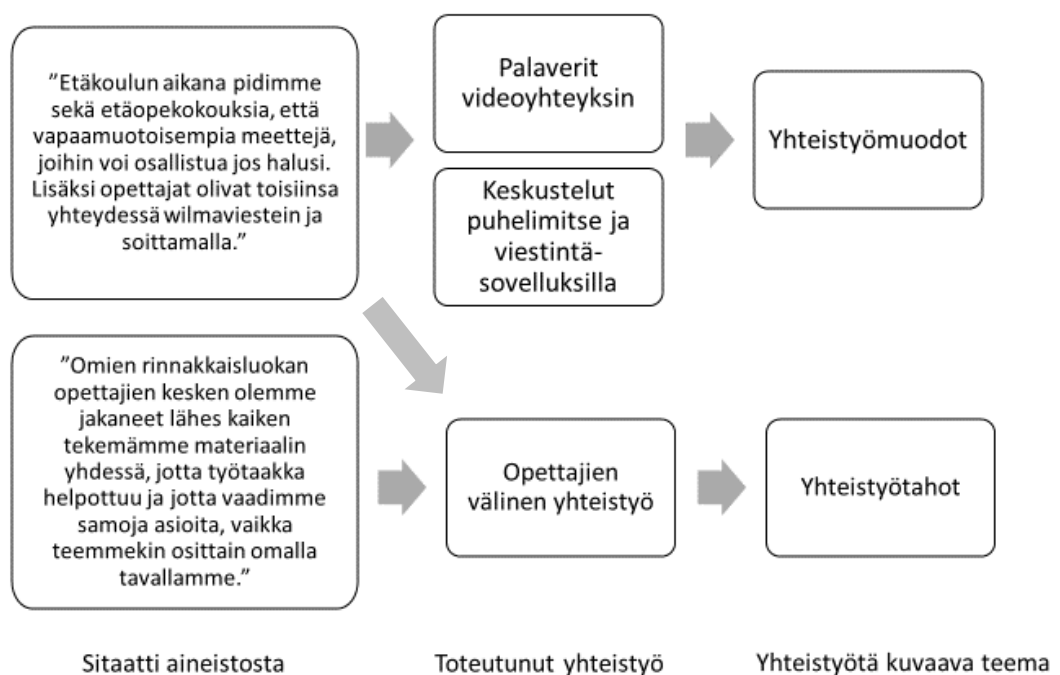 ”Etäkoulun aikana pidimme
sekä etäopekokouksia, että
vapaamuotoisempia meettejä,
joihin voi osallistua jos halusi.
Lisäksi opettajat olivat toisiinsa
yhteydessä wilmaviestein ja
soittamalla.”
Palaverit
videoyhteyksin
Keskustelut
puhelimitse ja
viestintä-
sovelluksilla
Yhteistyömuodot
”Omien rinnakkaisluokan
opettajien kesken olemme
jakaneet lähes kaiken
tekemämme materiaalin
yhdessä, jotta työtaakka
helpottuu ja jotta vaadimme
samoja asioita, vaikka
teemmekin osittain omalla
tavallamme.”
Opettajien
välinen yhteistyö
Yhteistyötahot
Sitaatti aineistosta
Toteutunut yhteistyö
Yhteistyötä kuvaava teema